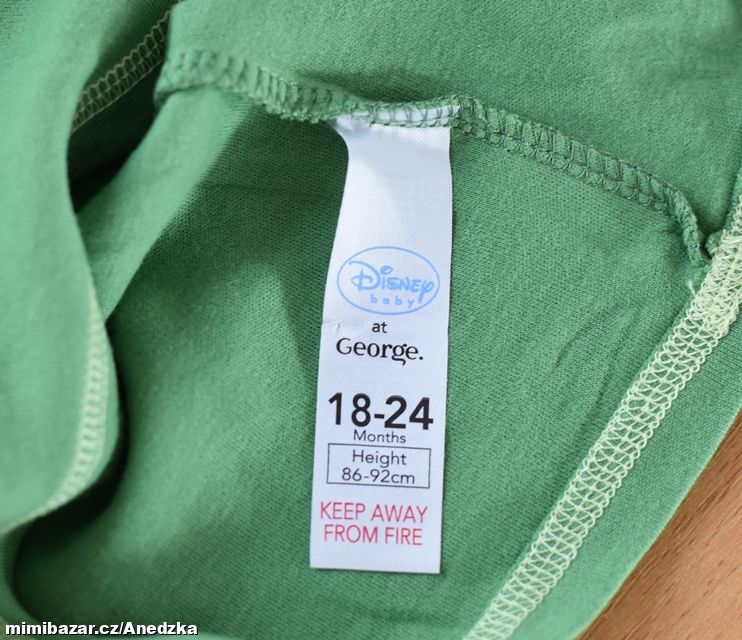 Disney
baby
at
George.
18-24
Months
Height
86-92cm
KEEP AWAY
FROM FIRE
mimibazar.cz/Anedzka